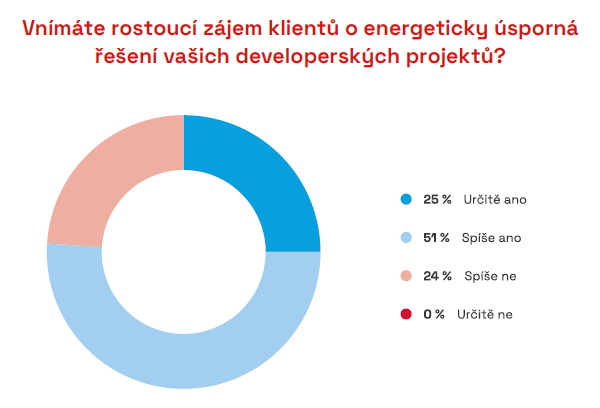 Vnímáte rostoucí zájem klientů o energeticky úsporná
řešení vašich developerských projektů?
25 % Určitě ano
51 % Spíše ano
24 % Spíše ne
0 % Určitě ne